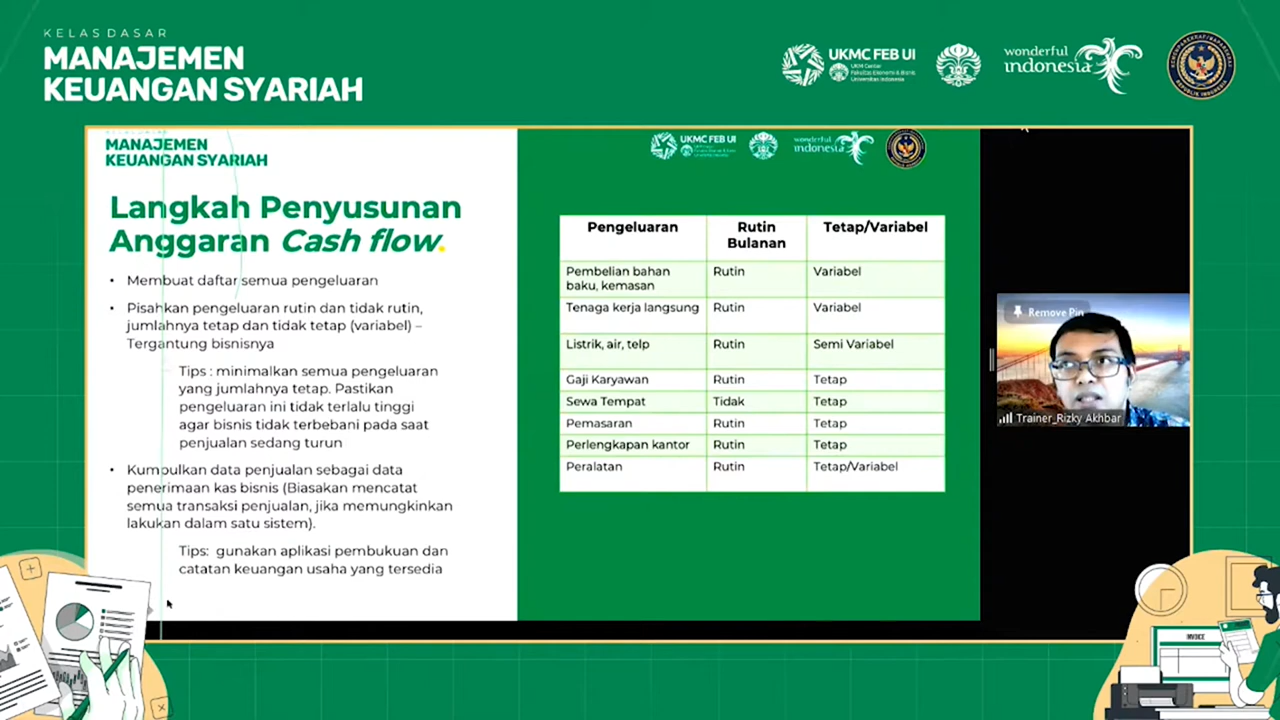 KELAS DASAR
MANAJEMEN
KEUANGAN SYARIAH
UKMC FEB UI
UKM Center
Fakultas Ekonomi & Bisnis
Universitas Indonesia
wonderful
indonesia
MANAJEMEN
KEUANGAN SYARIAH
UKMC FEB UI
wonderful
indonesia
Langkah Penyusunan
Anggaran Cash flow.
• Membuat daftar semua pengeluaran
• Pisahkan pengeluaran rutin dan tidak rutin,
jumlahnya tetap dan tidak tetap (variabel) –
Tergantung bisnisnya
Tips : minimalkan semua pengeluaran
yang jumlahnya tetap. Pastikan
pengeluaran ini tidak terlalu tinggi
agar bisnis tidak terbebani pada saat
penjualan sedang turun
• Kumpulkan data penjualan sebagai data
penerimaan kas bisnis (Biasakan mencatat
semua transaksi penjualan, jika memungkinkan
lakukan dalam satu sistem).
Tips: gunakan aplikasi pembukuan dan
catatan keuangan usaha yang tersedia
Pengeluaran Rutin Bulanan Tetap/Variabel
Pembelian bahan baku, kemasan Rutin Variabel
Tenaga kerja langsung Rutin Variabel
Listrik, air, telp Rutin Semi Variabel
Gaji Karyawan Rutin Tetap
Sewa Tempat Tidak Tetap
Pemasaran Rutin Tetap
Perlengkapan kantor Rutin Tetap
Peralatan Rutin Tetap/Variabel
Remove Pin
Trainer_Rizky Akhbar
INVOICE